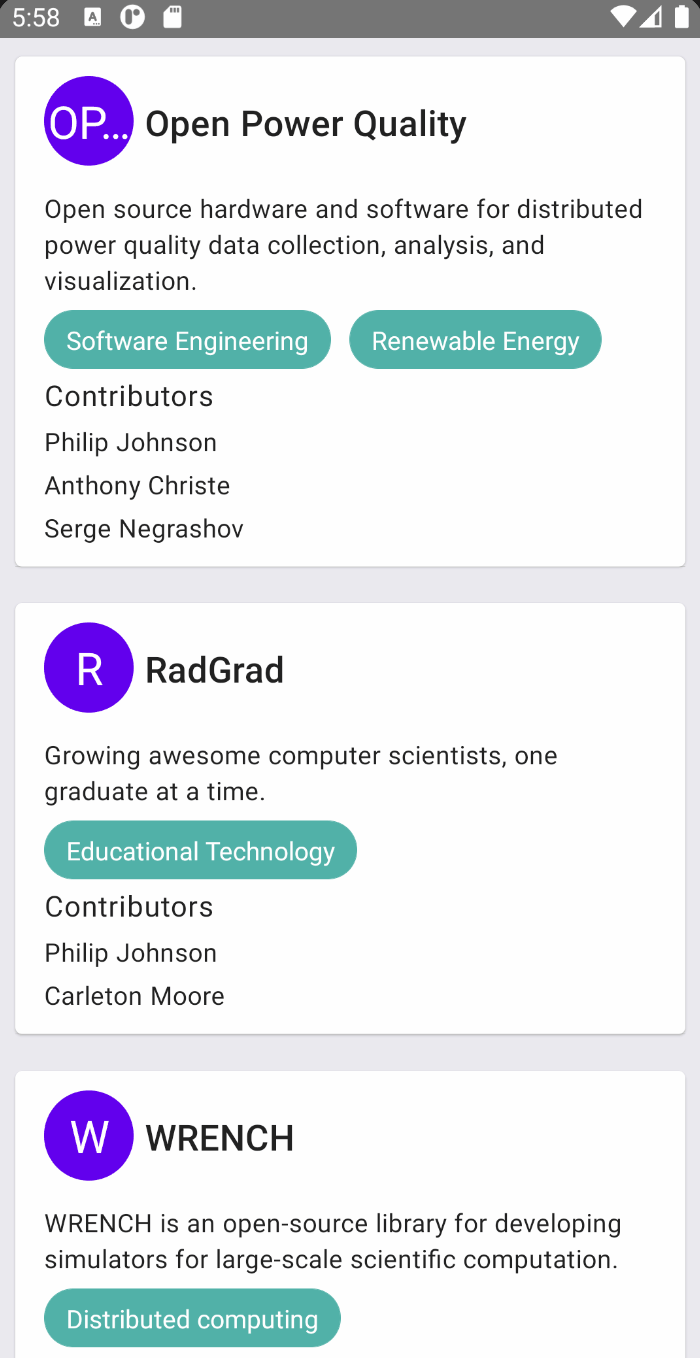 5:58
A
OP...
Open Power Quality
Open source hardware and software for distributed
power quality data collection, analysis, and
visualization.
Software Engineering
Renewable Energy
Contributors
Philip Johnson
Anthony Christe
Serge Negrashov
R
RadGrad
Growing awesome computer scientists, one
graduate at a time.
Educational Technology
Contributors
Philip Johnson
Carleton Moore
W
WRENCH
WRENCH is an open-source library for developing
simulators for large-scale scientific computation.
Distributed computing